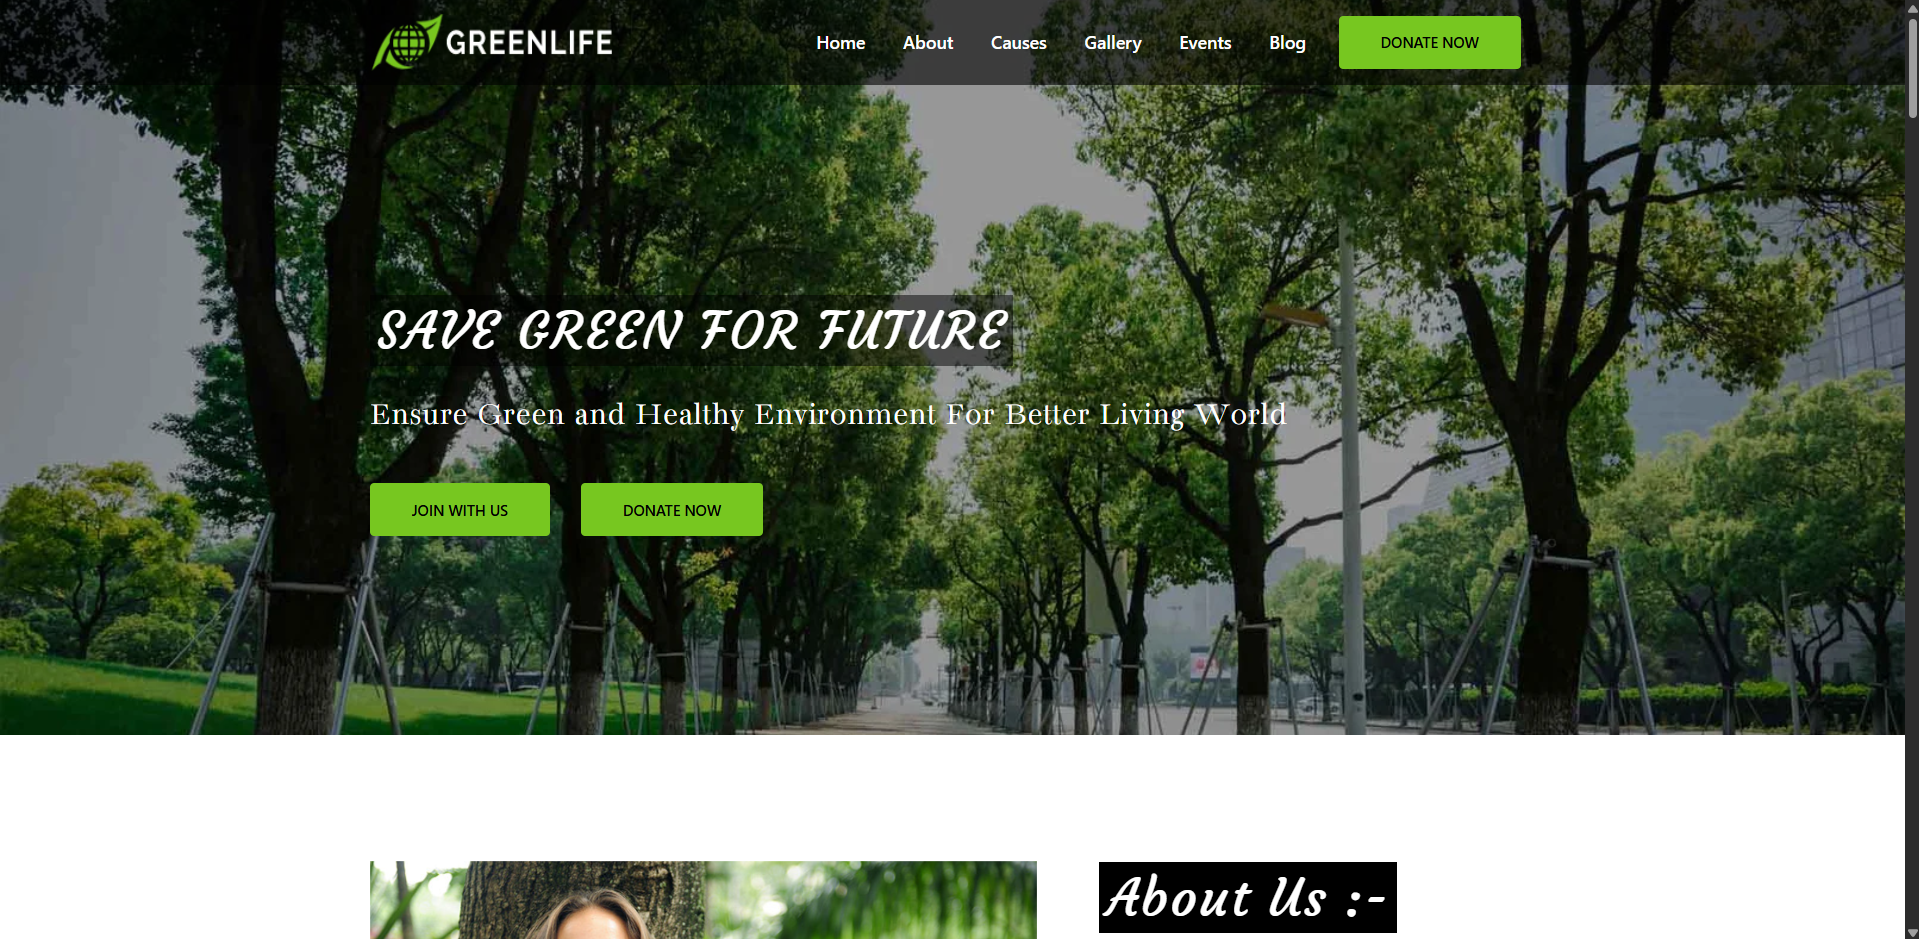 GREENLIFE
Home About Causes Gallery Events Blog DONATE NOW
SAVE GREEN FOR FUTURE
Ensure Green and Healthy Environment For Better Living World
JOIN WITH US DONATE NOW
About Us :-